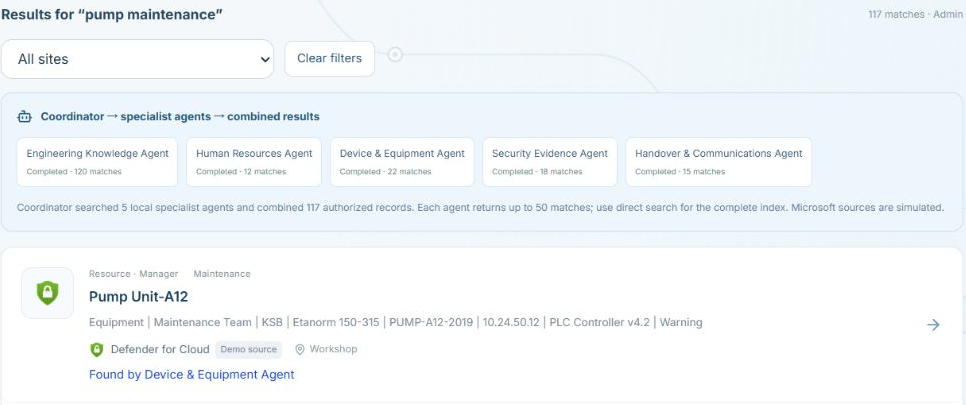 Results for “pump maintenance”
117 matches · Admin
All sites
Clear filters
Coordinator → specialist agents → combined results
Engineering Knowledge Agent
Completed · 120 matches
Human Resources Agent
Completed · 12 matches
Device & Equipment Agent
Completed · 22 matches
Security Evidence Agent
Completed · 18 matches
Handover & Communications Agent
Completed · 15 matches
Coordinator searched 5 local specialist agents and combined 117 authorized records. Each agent returns up to 50 matches; use direct search for the complete index. Microsoft sources are simulated.
Resource · Manager Maintenance
Pump Unit-A12
Equipment | Maintenance Team | KSB | Etanorm 150-315 | PUMP-A12-2019 | 10.24.50.12 | PLC Controller v4.2 | Warning
Defender for Cloud Demo source Workshop
Found by Device & Equipment Agent